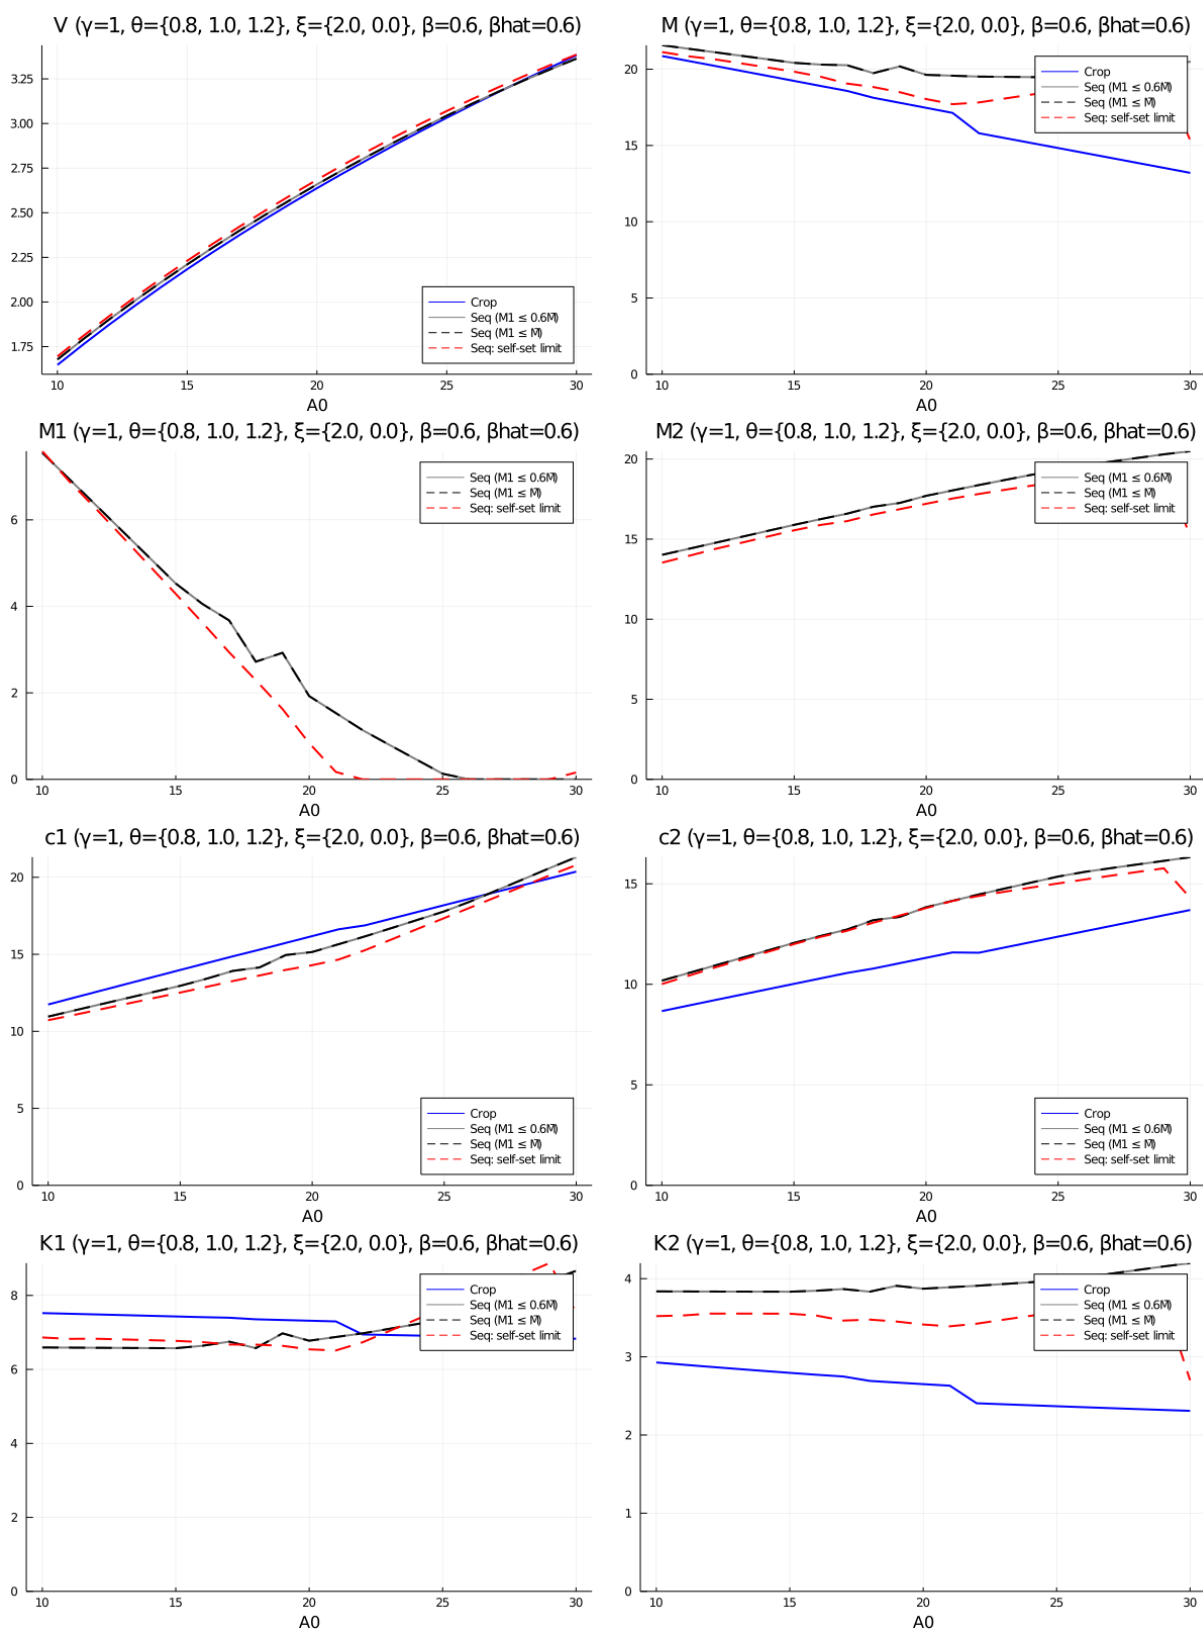 V (γ=1, θ={0.8, 1.0, 1.2}, ξ={2.0, 0.0}, β=0.6, βhat=0.6)
3.25
3.00
2.75
2.50
2.25
2.00
1.75
Crop
Seq (M1 ≤ 0.6M̄)
Seq (M1 ≤ M̄)
Seq: self-set limit
10 15 20 25 30
A0
M (γ=1, θ={0.8, 1.0, 1.2}, ξ={2.0, 0.0}, β=0.6, βhat=0.6)
20
15
10
5
0
Crop
Seq (M1 ≤ 0.6M̄)
Seq (M1 ≤ M̄)
Seq: self-set limit
10 15 20 25 30
A0
M1 (γ=1, θ={0.8, 1.0, 1.2}, ξ={2.0, 0.0}, β=0.6, βhat=0.6)
6
4
2
0
Seq (M1 ≤ 0.6M̄)
Seq (M1 ≤ M̄)
Seq: self-set limit
10 15 20 25 30
A0
M2 (γ=1, θ={0.8, 1.0, 1.2}, ξ={2.0, 0.0}, β=0.6, βhat=0.6)
20
15
10
5
0
Seq (M1 ≤ 0.6M̄)
Seq (M1 ≤ M̄)
Seq: self-set limit
10 15 20 25 30
A0
c1 (γ=1, θ={0.8, 1.0, 1.2}, ξ={2.0, 0.0}, β=0.6, βhat=0.6)
20
15
10
5
0
Crop
Seq (M1 ≤ 0.6M̄)
Seq (M1 ≤ M̄)
Seq: self-set limit
10 15 20 25 30
A0
c2 (γ=1, θ={0.8, 1.0, 1.2}, ξ={2.0, 0.0}, β=0.6, βhat=0.6)
15
10
5
0
Crop
Seq (M1 ≤ 0.6M̄)
Seq (M1 ≤ M̄)
Seq: self-set limit
10 15 20 25 30
A0
K1 (γ=1, θ={0.8, 1.0, 1.2}, ξ={2.0, 0.0}, β=0.6, βhat=0.6)
8
6
4
2
0
Crop
Seq (M1 ≤ 0.6M̄)
Seq (M1 ≤ M̄)
Seq: self-set limit
10 15 20 25 30
A0
K2 (γ=1, θ={0.8, 1.0, 1.2}, ξ={2.0, 0.0}, β=0.6, βhat=0.6)
4
3
2
1
0
Crop
Seq (M1 ≤ 0.6M̄)
Seq (M1 ≤ M̄)
Seq: self-set limit
10 15 20 25 30
A0